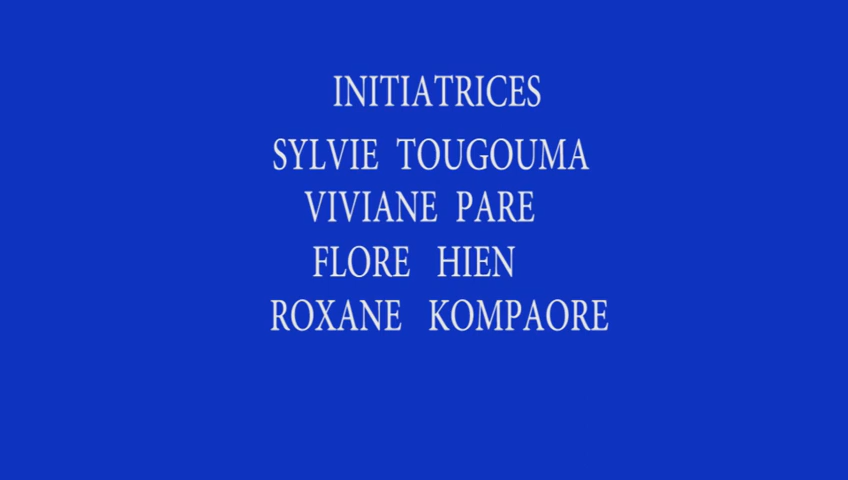 INITIATRICES
SYLVIE TOUGOUMA
VIVIANE PARE
FLORE HIEN
ROXANE KOMPAORE